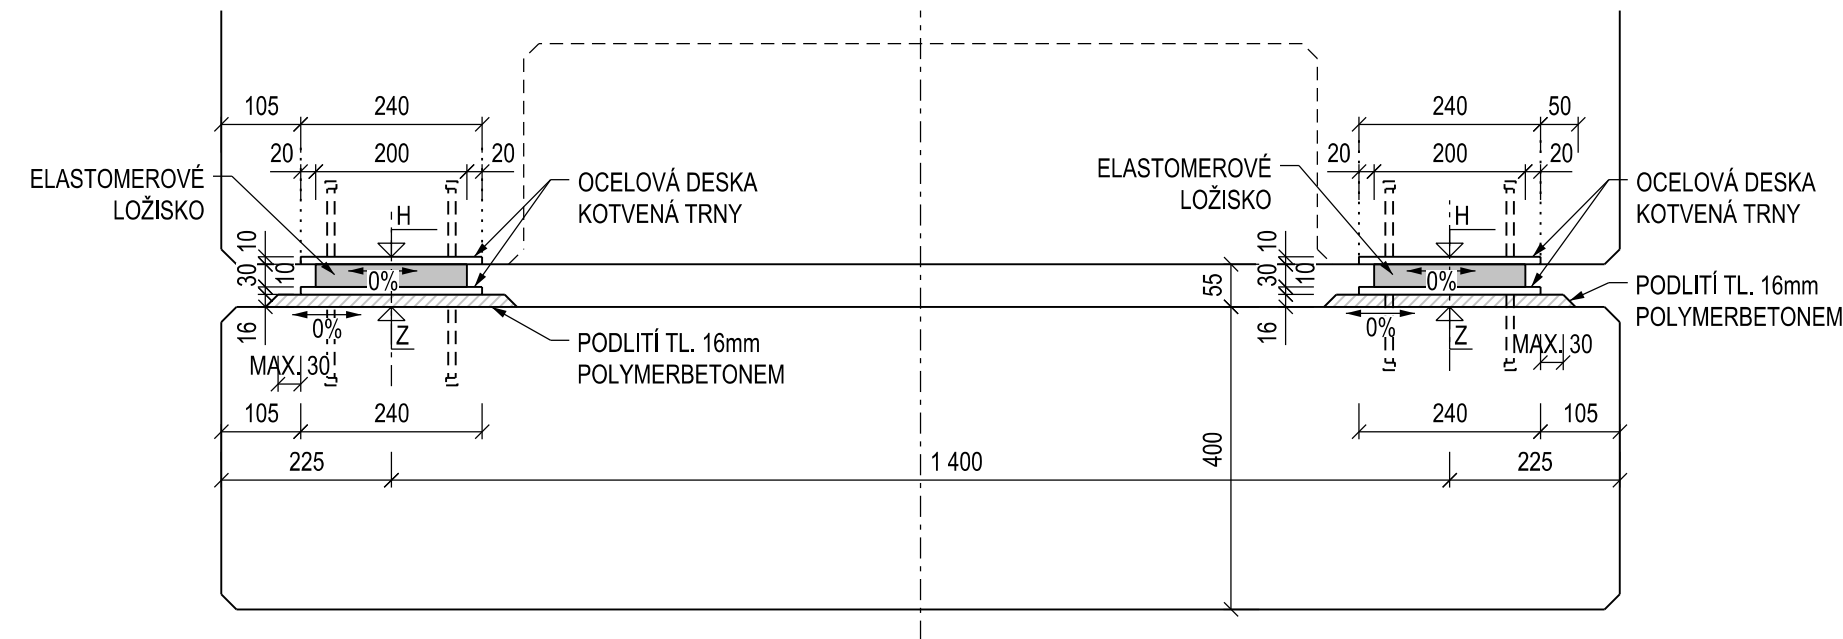 105
240
240
50
20
200
20
20
200
20
ELASTOMEROVÉ
LOŽISKO
OCELOVÁ DESKA
KOTVENÁ TRNY
ELASTOMEROVÉ
LOŽISKO
OCELOVÁ DESKA
KOTVENÁ TRNY
H
H
10
30
10
16
0%
0%
Z
55
10
30
10
16
0%
0%
Z
PODLITÍ TL. 16mm
POLYMERBETONEM
PODLITÍ TL. 16mm
POLYMERBETONEM
MAX. 30
MAX. 30
105
240
240
105
225
1 400
400
225